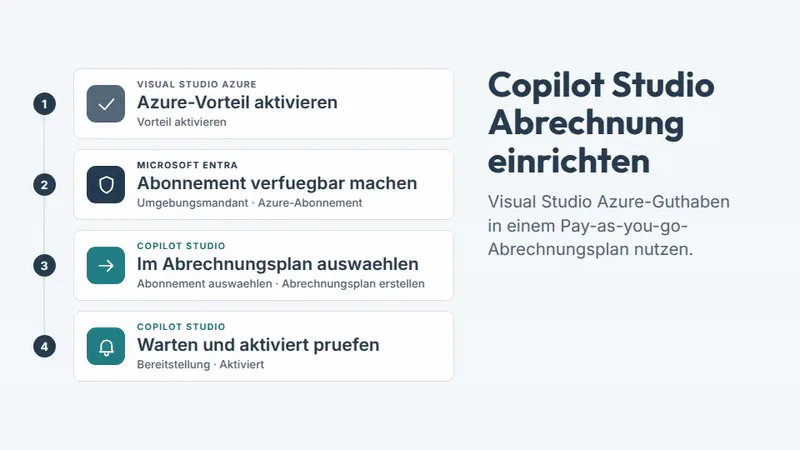 1
VISUAL STUDIO AZURE
Azure-Vorteil aktivieren
Vorteil aktivieren
2
MICROSOFT ENTRA
Abonnement verfuegbar machen
Umgebungsmandant · Azure-Abonnement
3
COPILOT STUDIO
Im Abrechnungsplan auswaehlen
Abonnement auswaehlen · Abrechnungsplan erstellen
4
COPILOT STUDIO
Warten und aktiviert pruefen
Bereitstellung · Aktiviert
Copilot Studio
Abrechnung
einrichten
Visual Studio Azure-Guthaben
in einem Pay-as-you-go-
Abrechnungsplan nutzen.